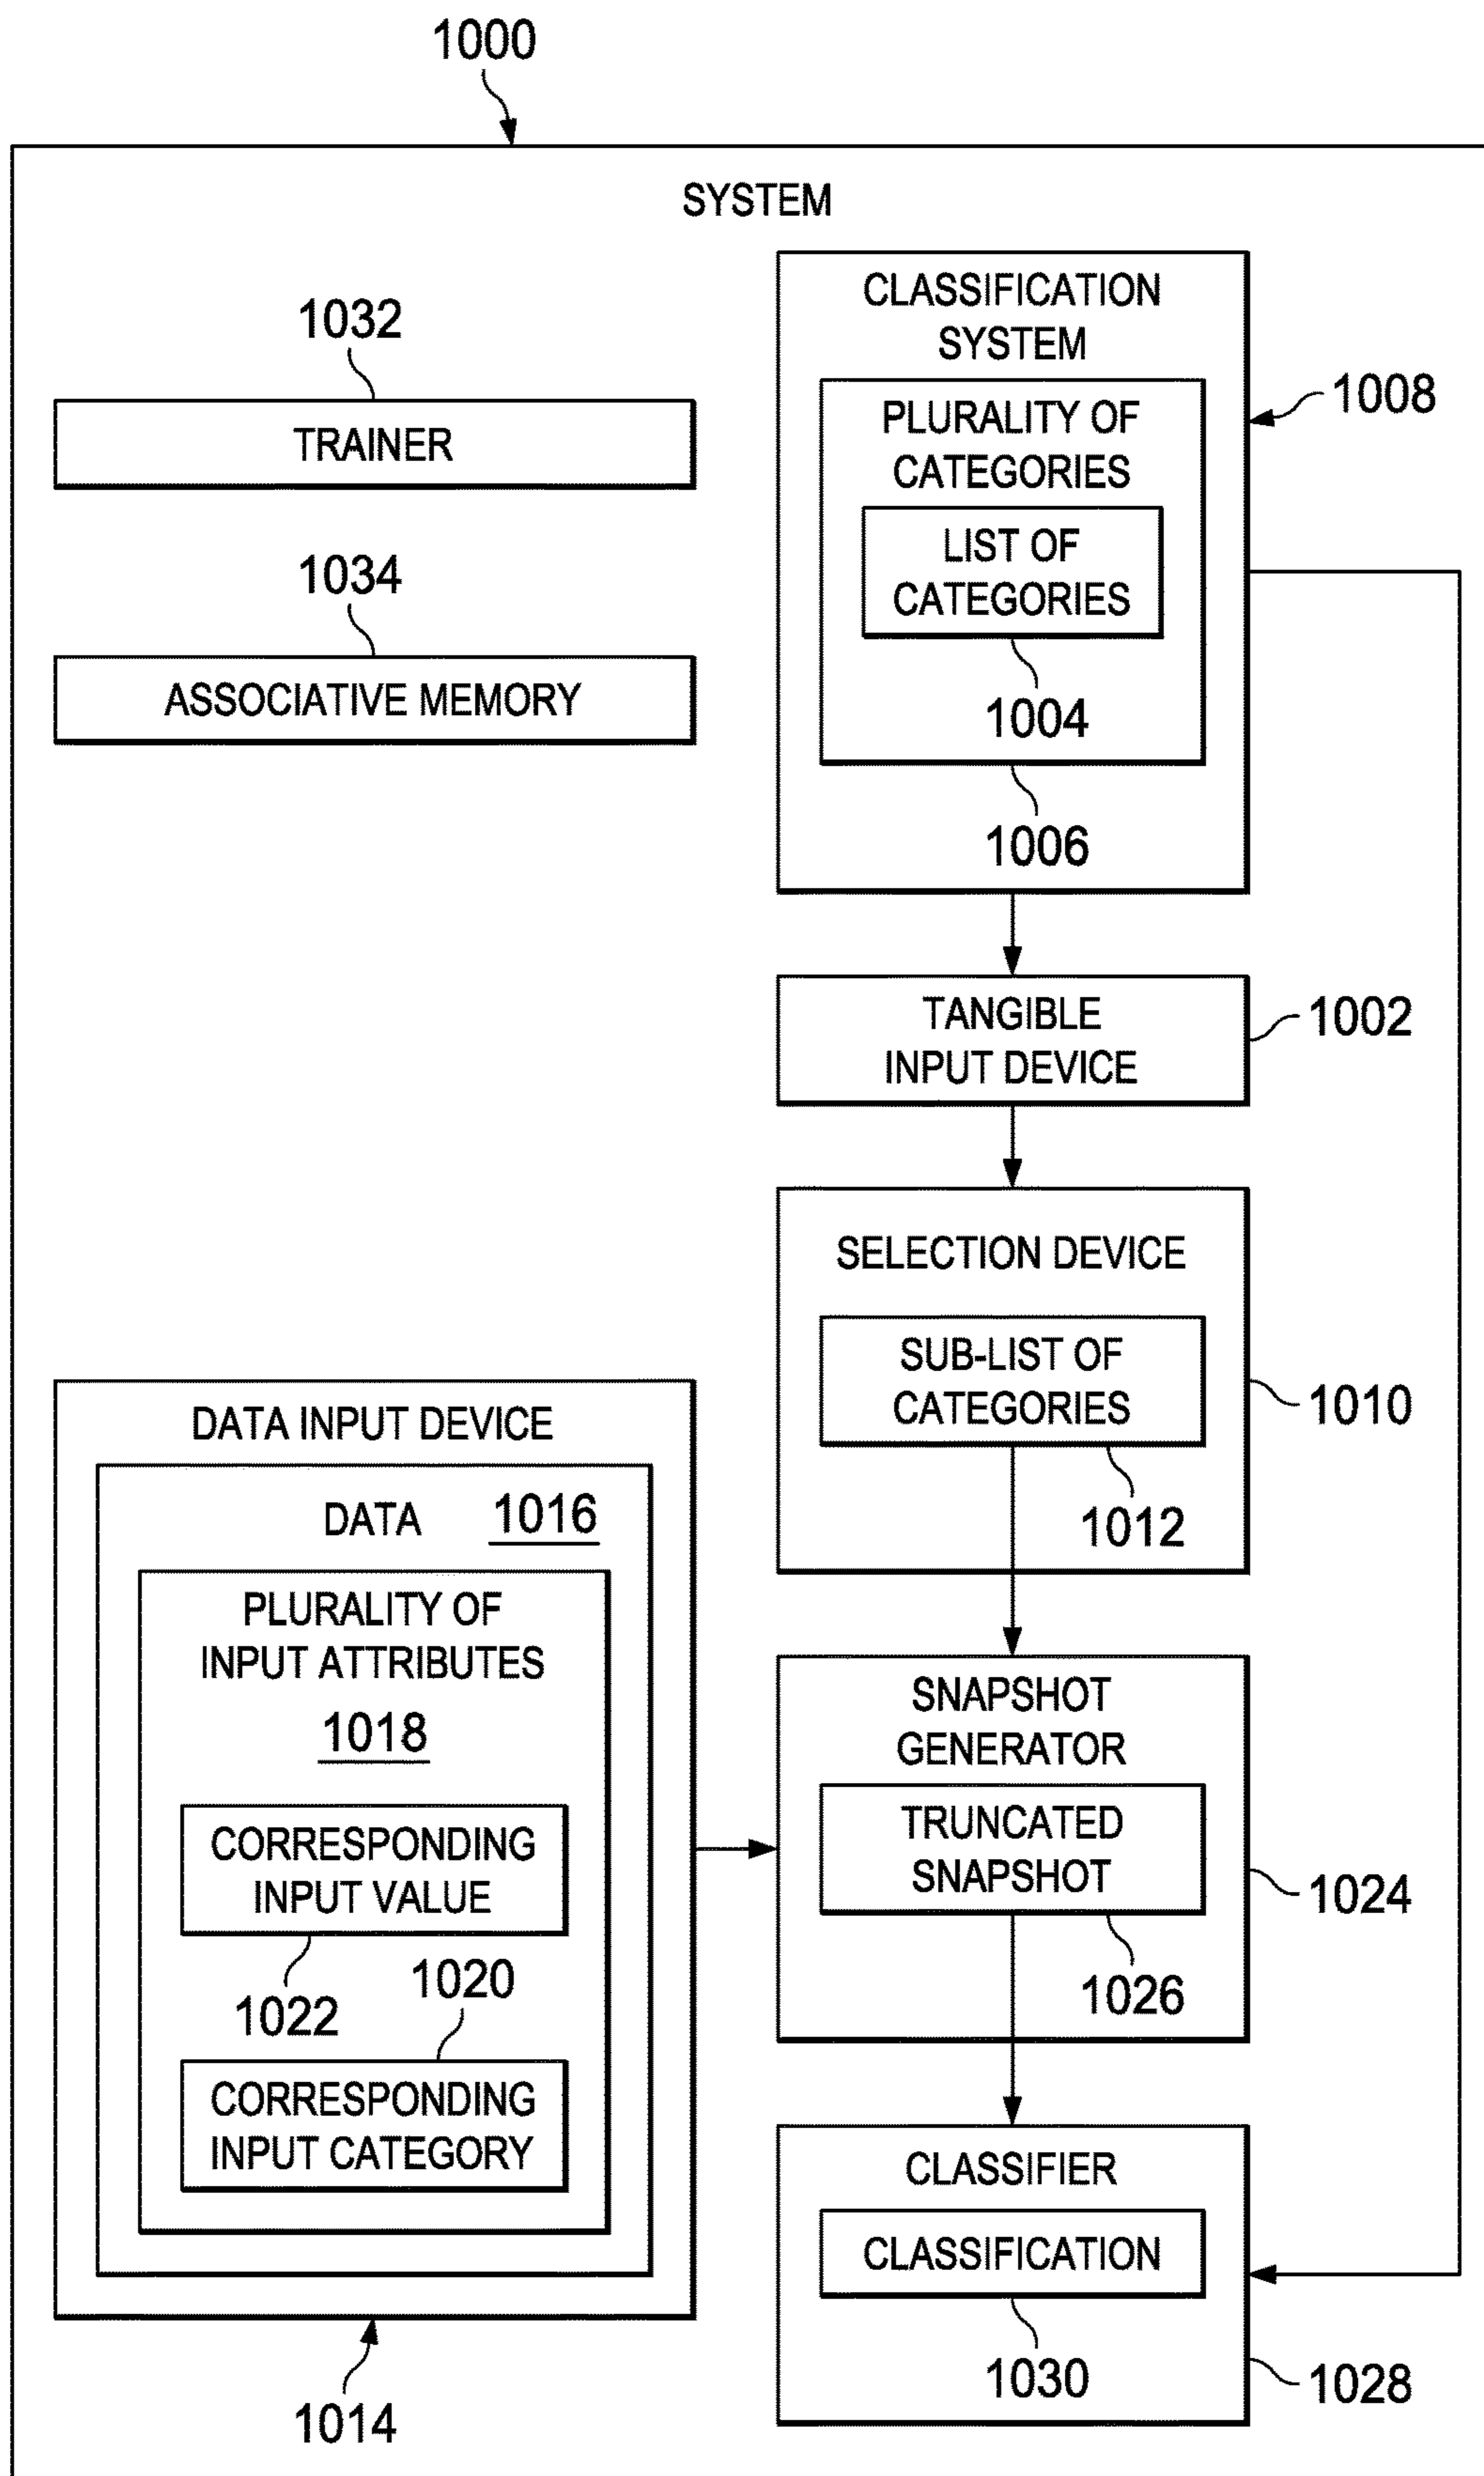 1000
SYSTEM
1032
TRAINER
1034
ASSOCIATIVE MEMORY
CLASSIFICATION
SYSTEM
1008
PLURALITY OF
CATEGORIES
LIST OF
CATEGORIES
1004
1006
TANGIBLE
INPUT DEVICE
1002
SELECTION DEVICE
SUB-LIST OF
CATEGORIES
1010
1012
DATA INPUT DEVICE
DATA 1016
PLURALITY OF
INPUT ATTRIBUTES
1018
CORRESPONDING
INPUT VALUE
1022
1020
CORRESPONDING
INPUT CATEGORY
1014
SNAPSHOT
GENERATOR
TRUNCATED
SNAPSHOT
1024
1026
CLASSIFIER
CLASSIFICATION
1030
1028